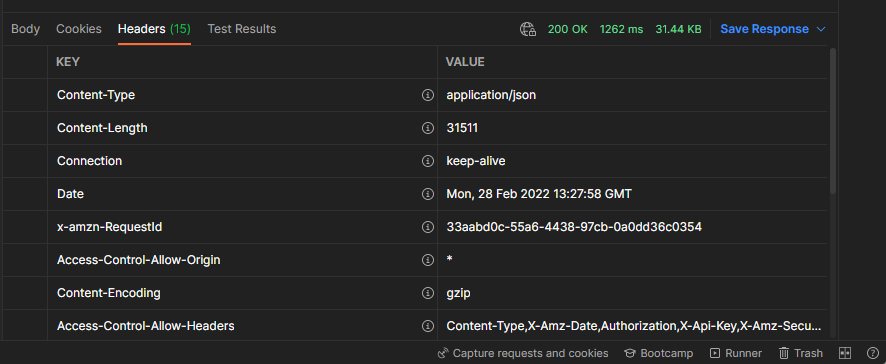 Body Cookies Headers (15) Test Results 200 OK 1262 ms 31.44 KB Save Response
KEY VALUE
Content-Type application/json
Content-Length 31511
Connection keep-alive
Date Mon, 28 Feb 2022 13:27:58 GMT
x-amzn-RequestId 33aabd0c-55a6-4438-97cb-0a0dd36c0354
Access-Control-Allow-Origin *
Content-Encoding gzip
Access-Control-Allow-Headers Content-Type,X-Amz-Date,Authorization,X-Api-Key,X-Amz-Secu...
Capture requests and cookies Bootcamp Runner Trash